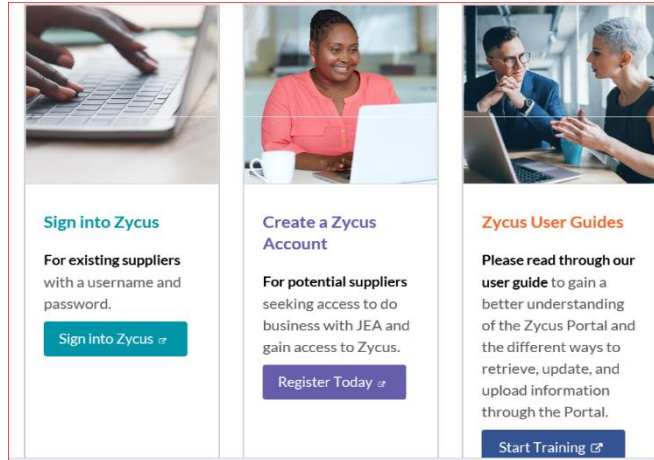 Sign into Zycus
For existing suppliers
with a username and
password.
Sign into Zycus
Create a Zycus
Account
For potential suppliers
seeking access to do
business with JEA and
gain access to Zycus.
Register Today
Zycus User Guides
Please read through our
user guide to gain a
better understanding
of the Zycus Portal and
the different ways to
retrieve, update, and
upload information
through the Portal.
Start Training